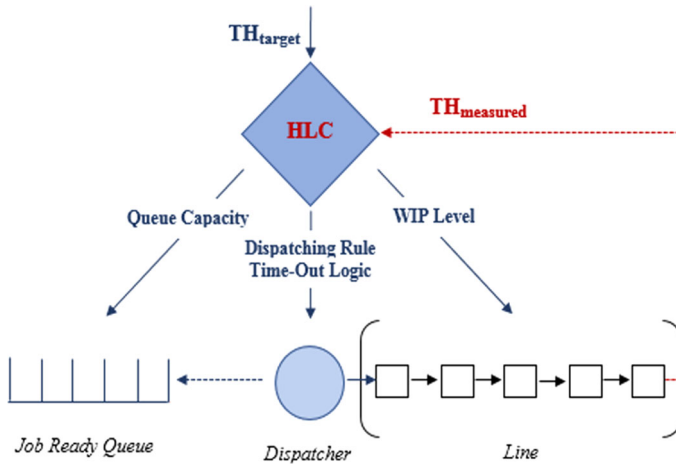 THtarget
HLC
THmeasured
Queue Capacity
WIP Level
Dispatching Rule
Time-Out Logic
Job Ready Queue
Dispatcher
Line